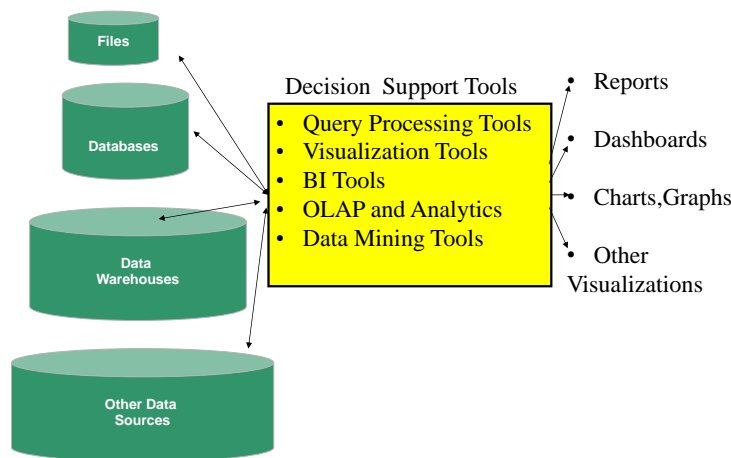 Files
Databases
Data
Warehouses
Other Data
Sources
Decision  Support Tools
• Query Processing Tools
• Visualization Tools
• BI Tools
• OLAP and Analytics
• Data Mining Tools
• Reports
• Dashboards
• Charts,Graphs
• Other
Visualizations